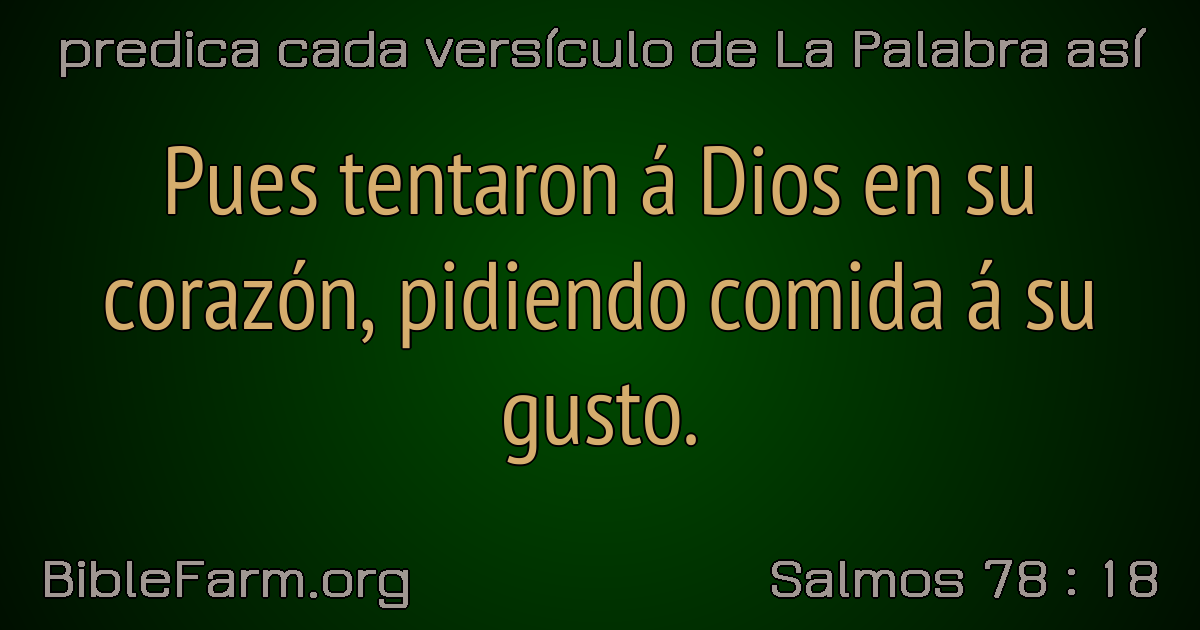 predica cada versículo de La Palabra así
Pues tentaron á Dios en su
corazón, pidiendo comida á su
gusto.
BibleFarm.org
Salmos 78 : 18